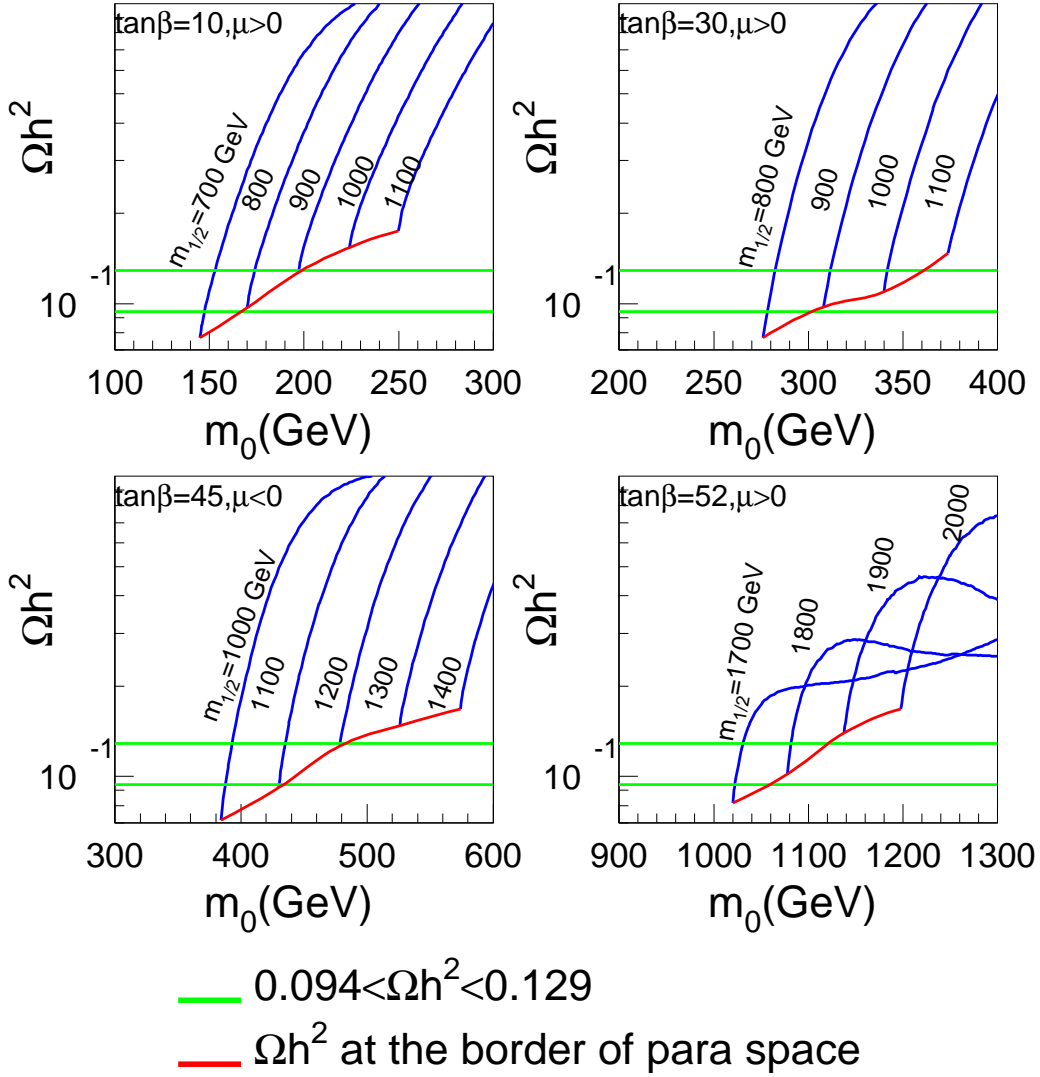 tanβ=10,μ>0
Ωh²
m₁/₂=700 GeV
800
900
1000
1100
10⁻¹
100 150 200 250 300
m₀(GeV)
tanβ=30,μ>0
Ωh²
m₁/₂=800 GeV
900
1000
1100
10⁻¹
200 250 300 350 400
m₀(GeV)
tanβ=45,μ<0
Ωh²
m₁/₂=1000 GeV
1100
1200
1300
1400
10⁻¹
300 400 500 600
m₀(GeV)
tanβ=52,μ>0
Ωh²
m₁/₂=1700 GeV
1800
1900
2000
10⁻¹
900 1000 1100 1200 1300
m₀(GeV)
0.094<Ωh²<0.129
Ωh² at the border of para space